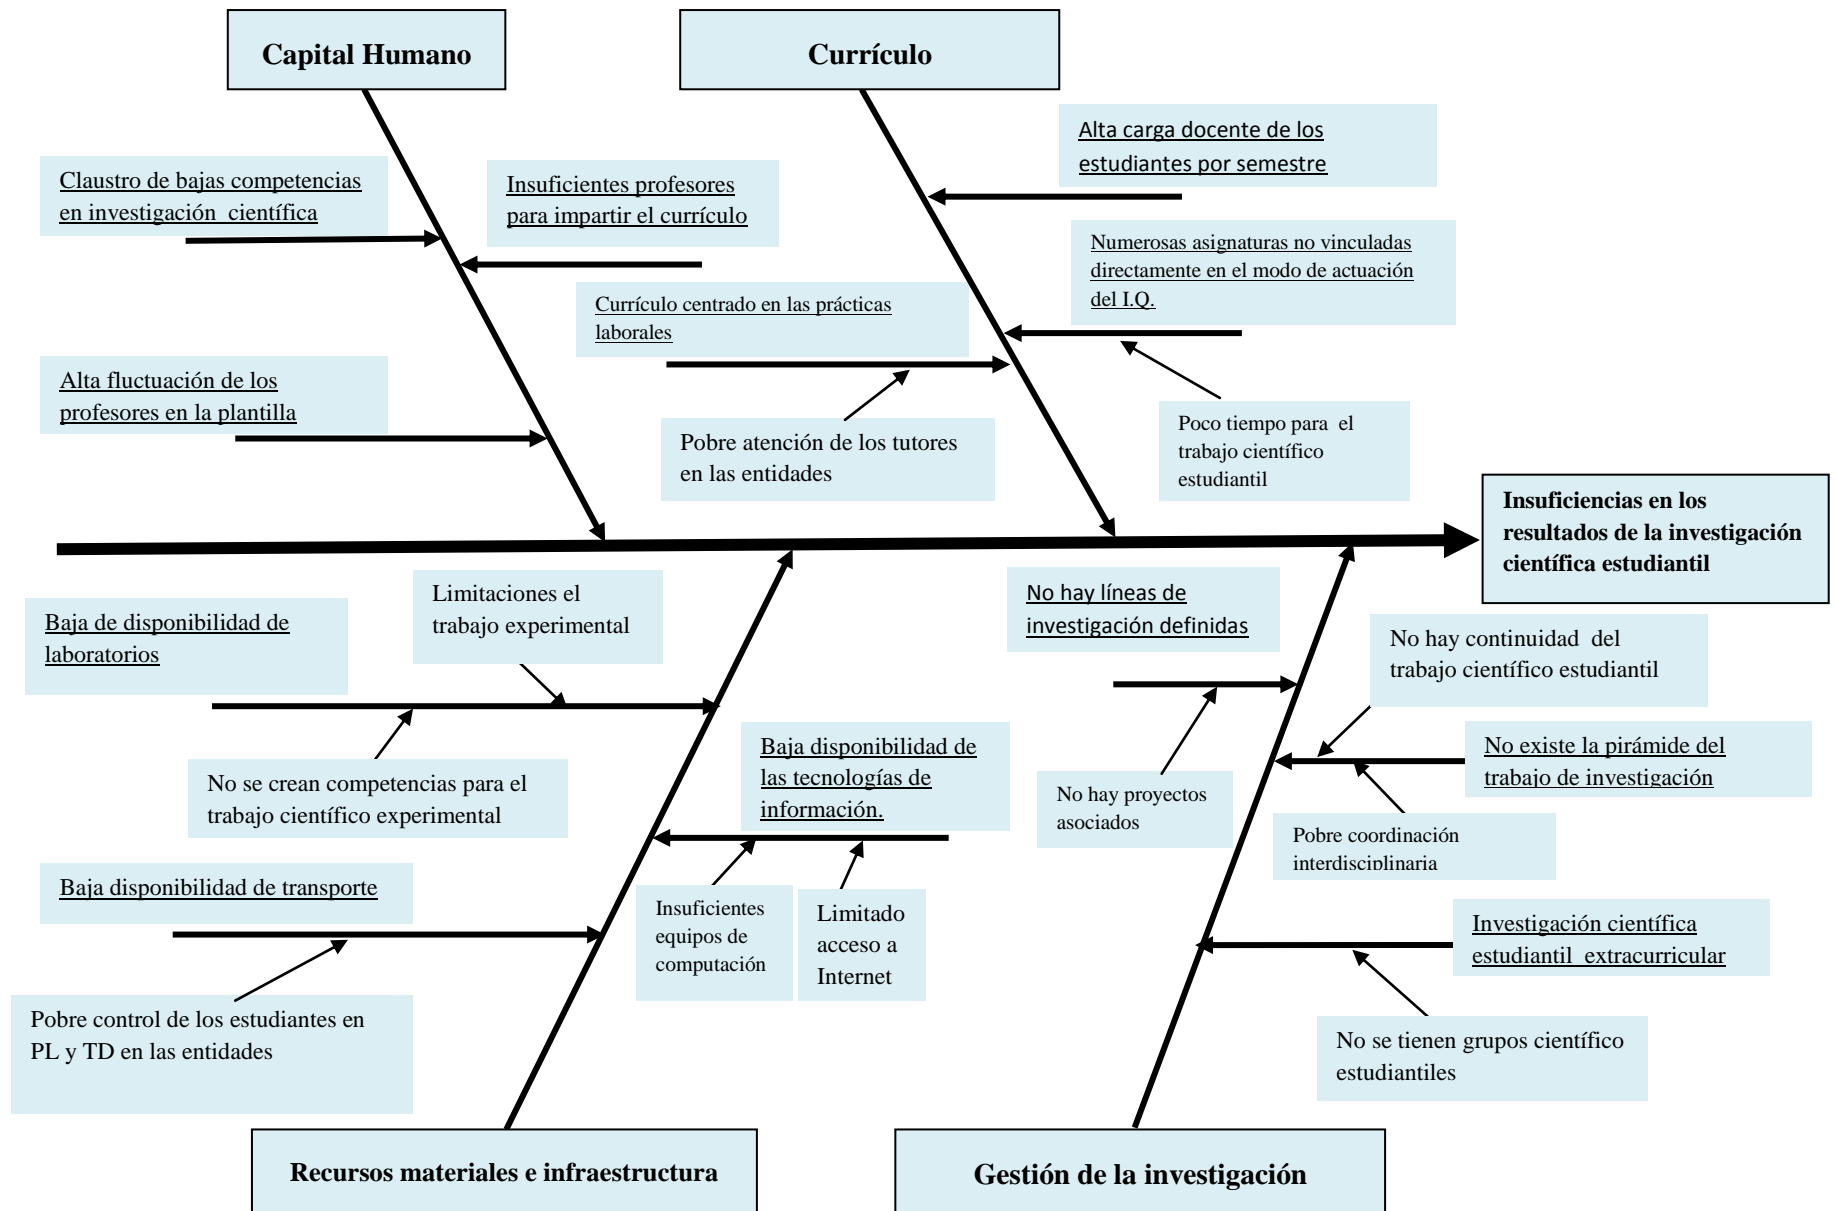 Capital Humano
Currículo
Alta carga docente de los
estudiantes por semestre
Claustro de bajas competencias
en investigación científica
Insuficientes profesores
para impartir el currículo
Numerosas asignaturas no vinculadas
directamente en el modo de actuación
del I.Q.
Currículo centrado en las prácticas
laborales
Alta fluctuación de los
profesores en la plantilla
Pobre atención de los tutores
en las entidades
Poco tiempo para el
trabajo científico
estudiantil
Insuficiencias en los
resultados de la investigación
científica estudiantil
Limitaciones el
trabajo experimental
No hay líneas de
investigación definidas
Baja de disponibilidad de
laboratorios
No hay continuidad del
trabajo científico estudiantil
Baja disponibilidad de
las tecnologías de
información.
No existe la pirámide del
trabajo de investigación
No se crean competencias para el
trabajo científico experimental
No hay proyectos
asociados
Pobre coordinación
interdisciplinaria
Baja disponibilidad de transporte
Insuficientes
equipos de
computación
Limitado
acceso a
Internet
Investigación científica
estudiantil extracurricular
Pobre control de los estudiantes en
PL y TD en las entidades
No se tienen grupos científico
estudiantiles
Recursos materiales e infraestructura
Gestión de la investigación